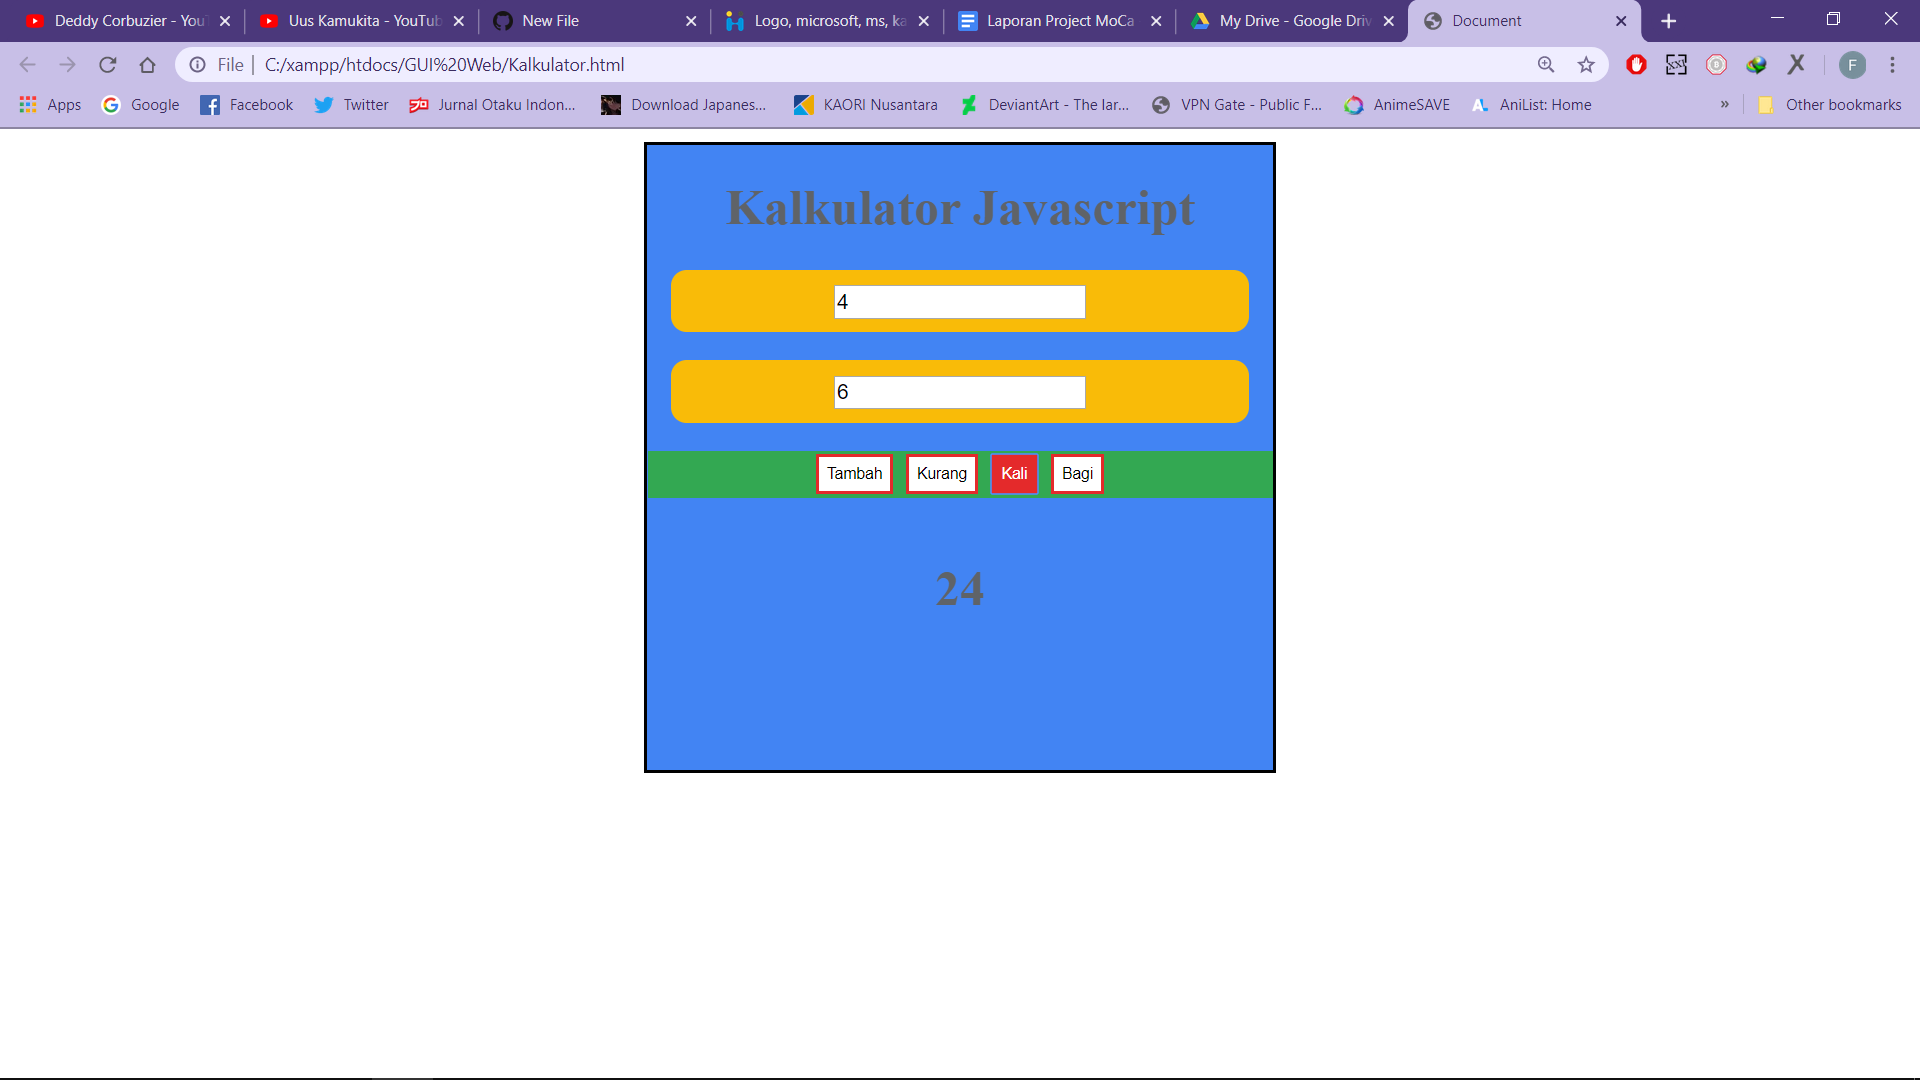 Deddy Corbuzier - You
Uus Kamukita - YouTub
New File
Logo, microsoft, ms, ka
Laporan Project MoCa
My Drive - Google Driv
Document
File
C:/xampp/htdocs/GUI%20Web/Kalkulator.html
F
Apps
Google
Facebook
Twitter
Jurnal Otaku Indon...
Download Japanes...
KAORI Nusantara
DeviantArt - The lar...
VPN Gate - Public F...
AnimeSAVE
AniList: Home
»
Other bookmarks
Kalkulator Javascript
4
6
Tambah Kurang Kali Bagi
24